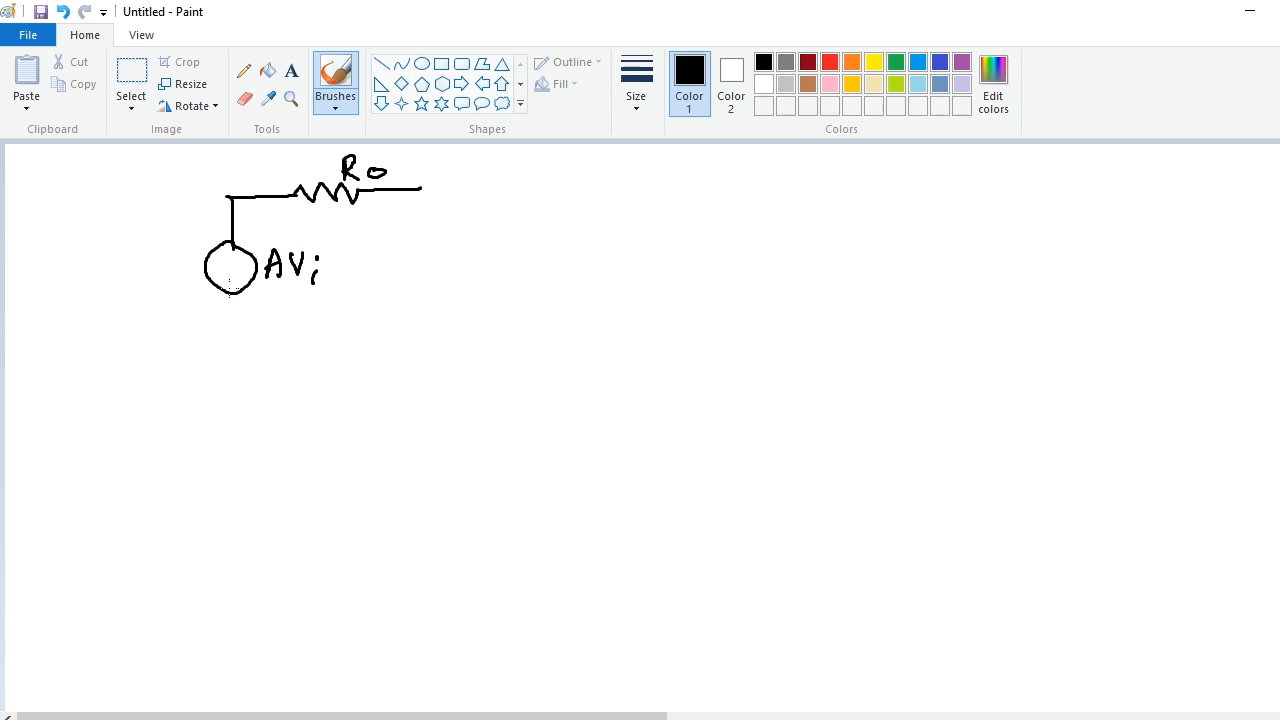 Untitled - Paint
File Home View
Paste
Cut
Copy
Clipboard
Select
Crop
Resize
Rotate
Image
Tools
Brushes
Shapes
Outline
Fill
Size
Color 1
Color 2
Edit colors
Colors
Ro
AVi